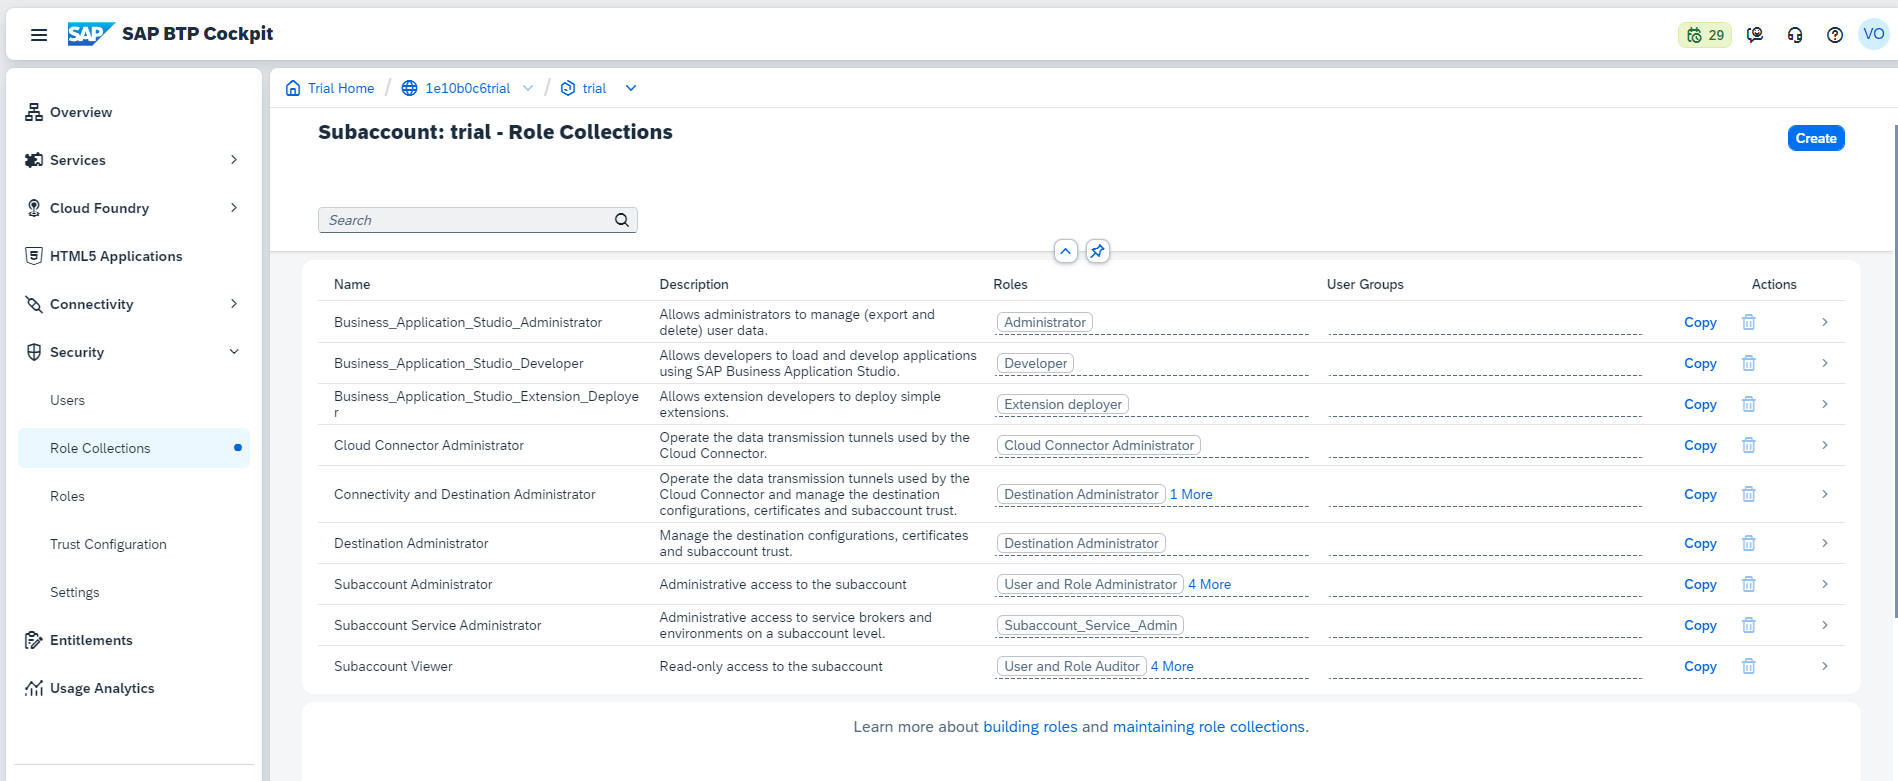 SAP SAP BTP Cockpit
29
VO
Overview
Services
Cloud Foundry
HTML5 Applications
Connectivity
Security
Users
Role Collections
Roles
Trust Configuration
Settings
Entitlements
Usage Analytics
Trial Home / 1e10b0c6trial / trial
Subaccount: trial - Role Collections
Create
Search
Name Description Roles User Groups Actions
Business_Application_Studio_Administrator
Allows administrators to manage (export and
delete) user data.
Administrator
Copy
Business_Application_Studio_Developer
Allows developers to load and develop applications
using SAP Business Application Studio.
Developer
Copy
Business_Application_Studio_Extension_Deploye
r
Allows extension developers to deploy simple
extensions.
Extension deployer
Copy
Cloud Connector Administrator
Operate the data transmission tunnels used by the
Cloud Connector.
Cloud Connector Administrator
Copy
Connectivity and Destination Administrator
Operate the data transmission tunnels used by the
Cloud Connector and manage the destination
configurations, certificates and subaccount trust.
Destination Administrator 1 More
Copy
Destination Administrator
Manage the destination configurations, certificates
and subaccount trust.
Destination Administrator
Copy
Subaccount Administrator
Administrative access to the subaccount
User and Role Administrator 4 More
Copy
Subaccount Service Administrator
Administrative access to service brokers and
environments on a subaccount level.
Subaccount_Service_Admin
Copy
Subaccount Viewer
Read-only access to the subaccount
User and Role Auditor 4 More
Copy
Learn more about building roles and maintaining role collections.